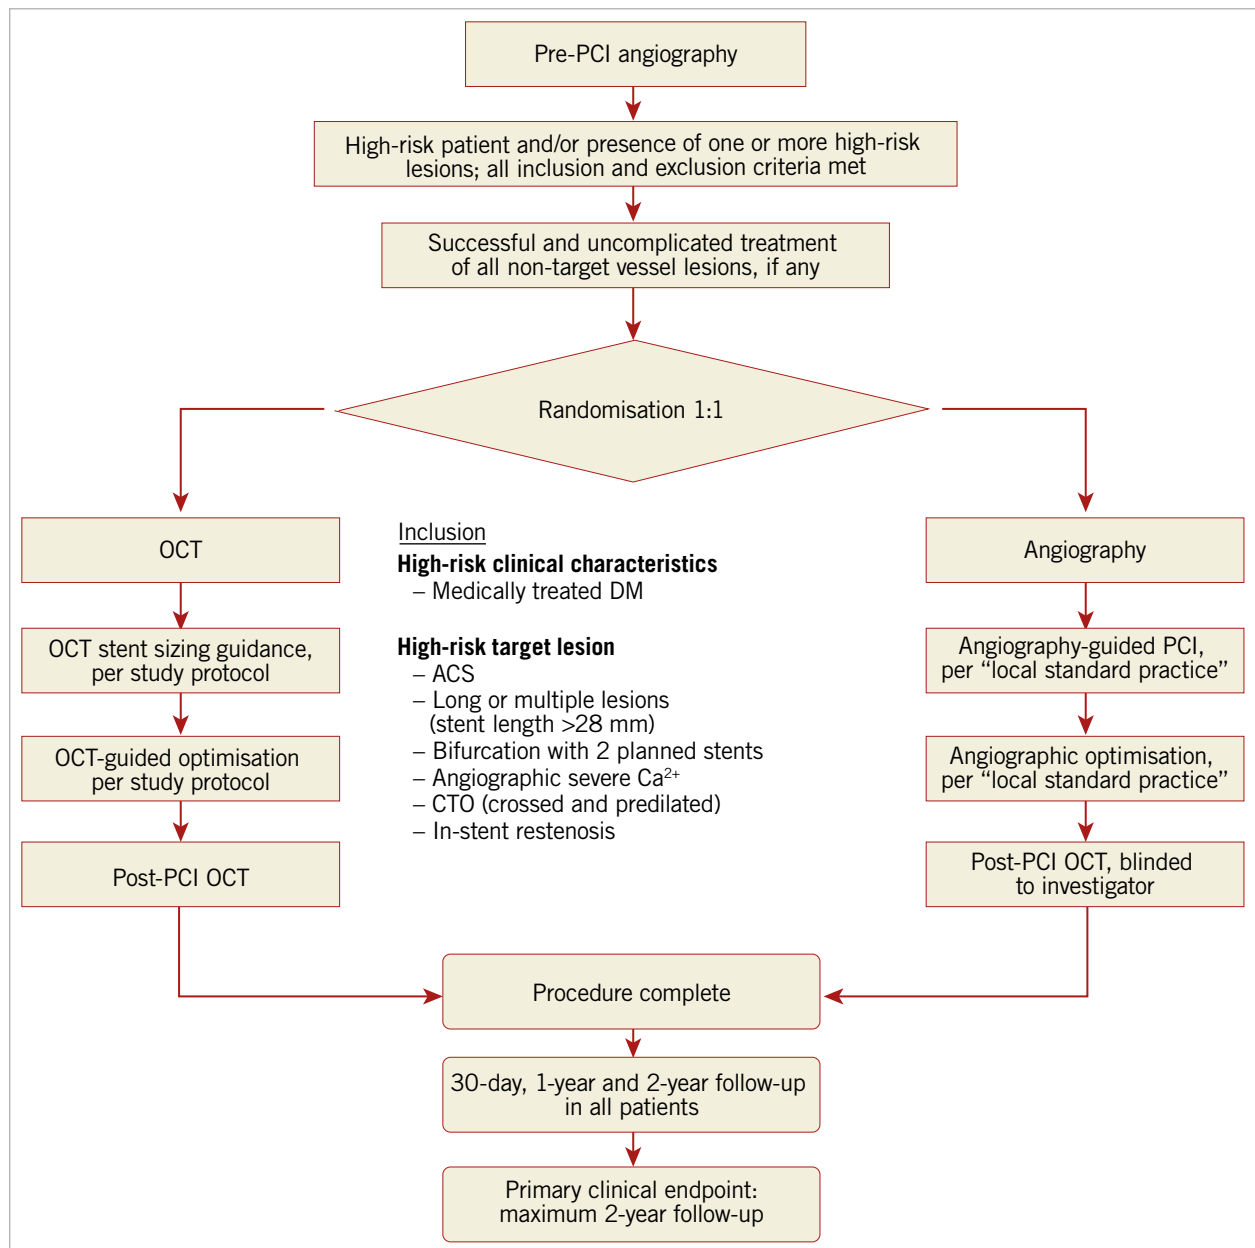 Pre-PCI angiography
High-risk patient and/or presence of one or more high-risk
lesions; all inclusion and exclusion criteria met
Successful and uncomplicated treatment
of all non-target vessel lesions, if any
Randomisation 1:1
OCT
OCT stent sizing guidance,
per study protocol
OCT-guided optimisation
per study protocol
Post-PCI OCT
Inclusion
High-risk clinical characteristics
– Medically treated DM
High-risk target lesion
– ACS
– Long or multiple lesions
(stent length >28 mm)
– Bifurcation with 2 planned stents
– Angiographic severe Ca²⁺
– CTO (crossed and predilated)
– In-stent restenosis
Angiography
Angiography-guided PCI,
per “local standard practice”
Angiographic optimisation,
per “local standard practice”
Post-PCI OCT, blinded
to investigator
Procedure complete
30-day, 1-year and 2-year follow-up
in all patients
Primary clinical endpoint:
maximum 2-year follow-up